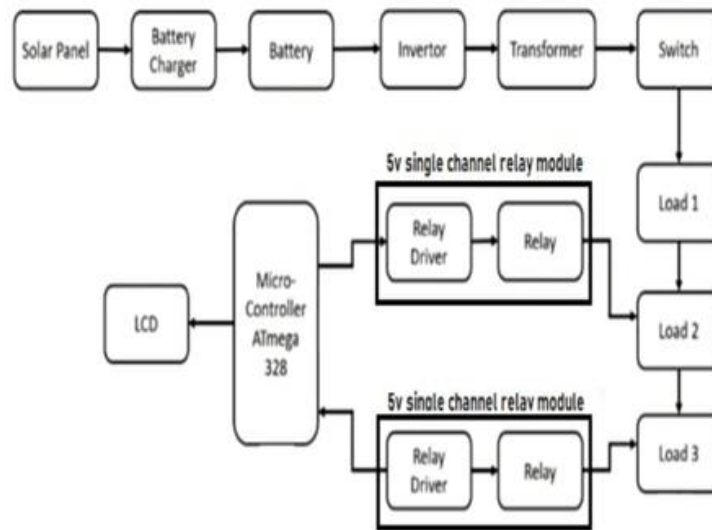 Solar Panel
Battery
Charger
Battery
Invertor
Transformer
Switch
5v single channel relay module
Relay
Driver
Relay
Load 1
Micro-
Controller
ATmega
328
LCD
Load 2
5v single channel relay module
Relay
Driver
Relay
Load 3